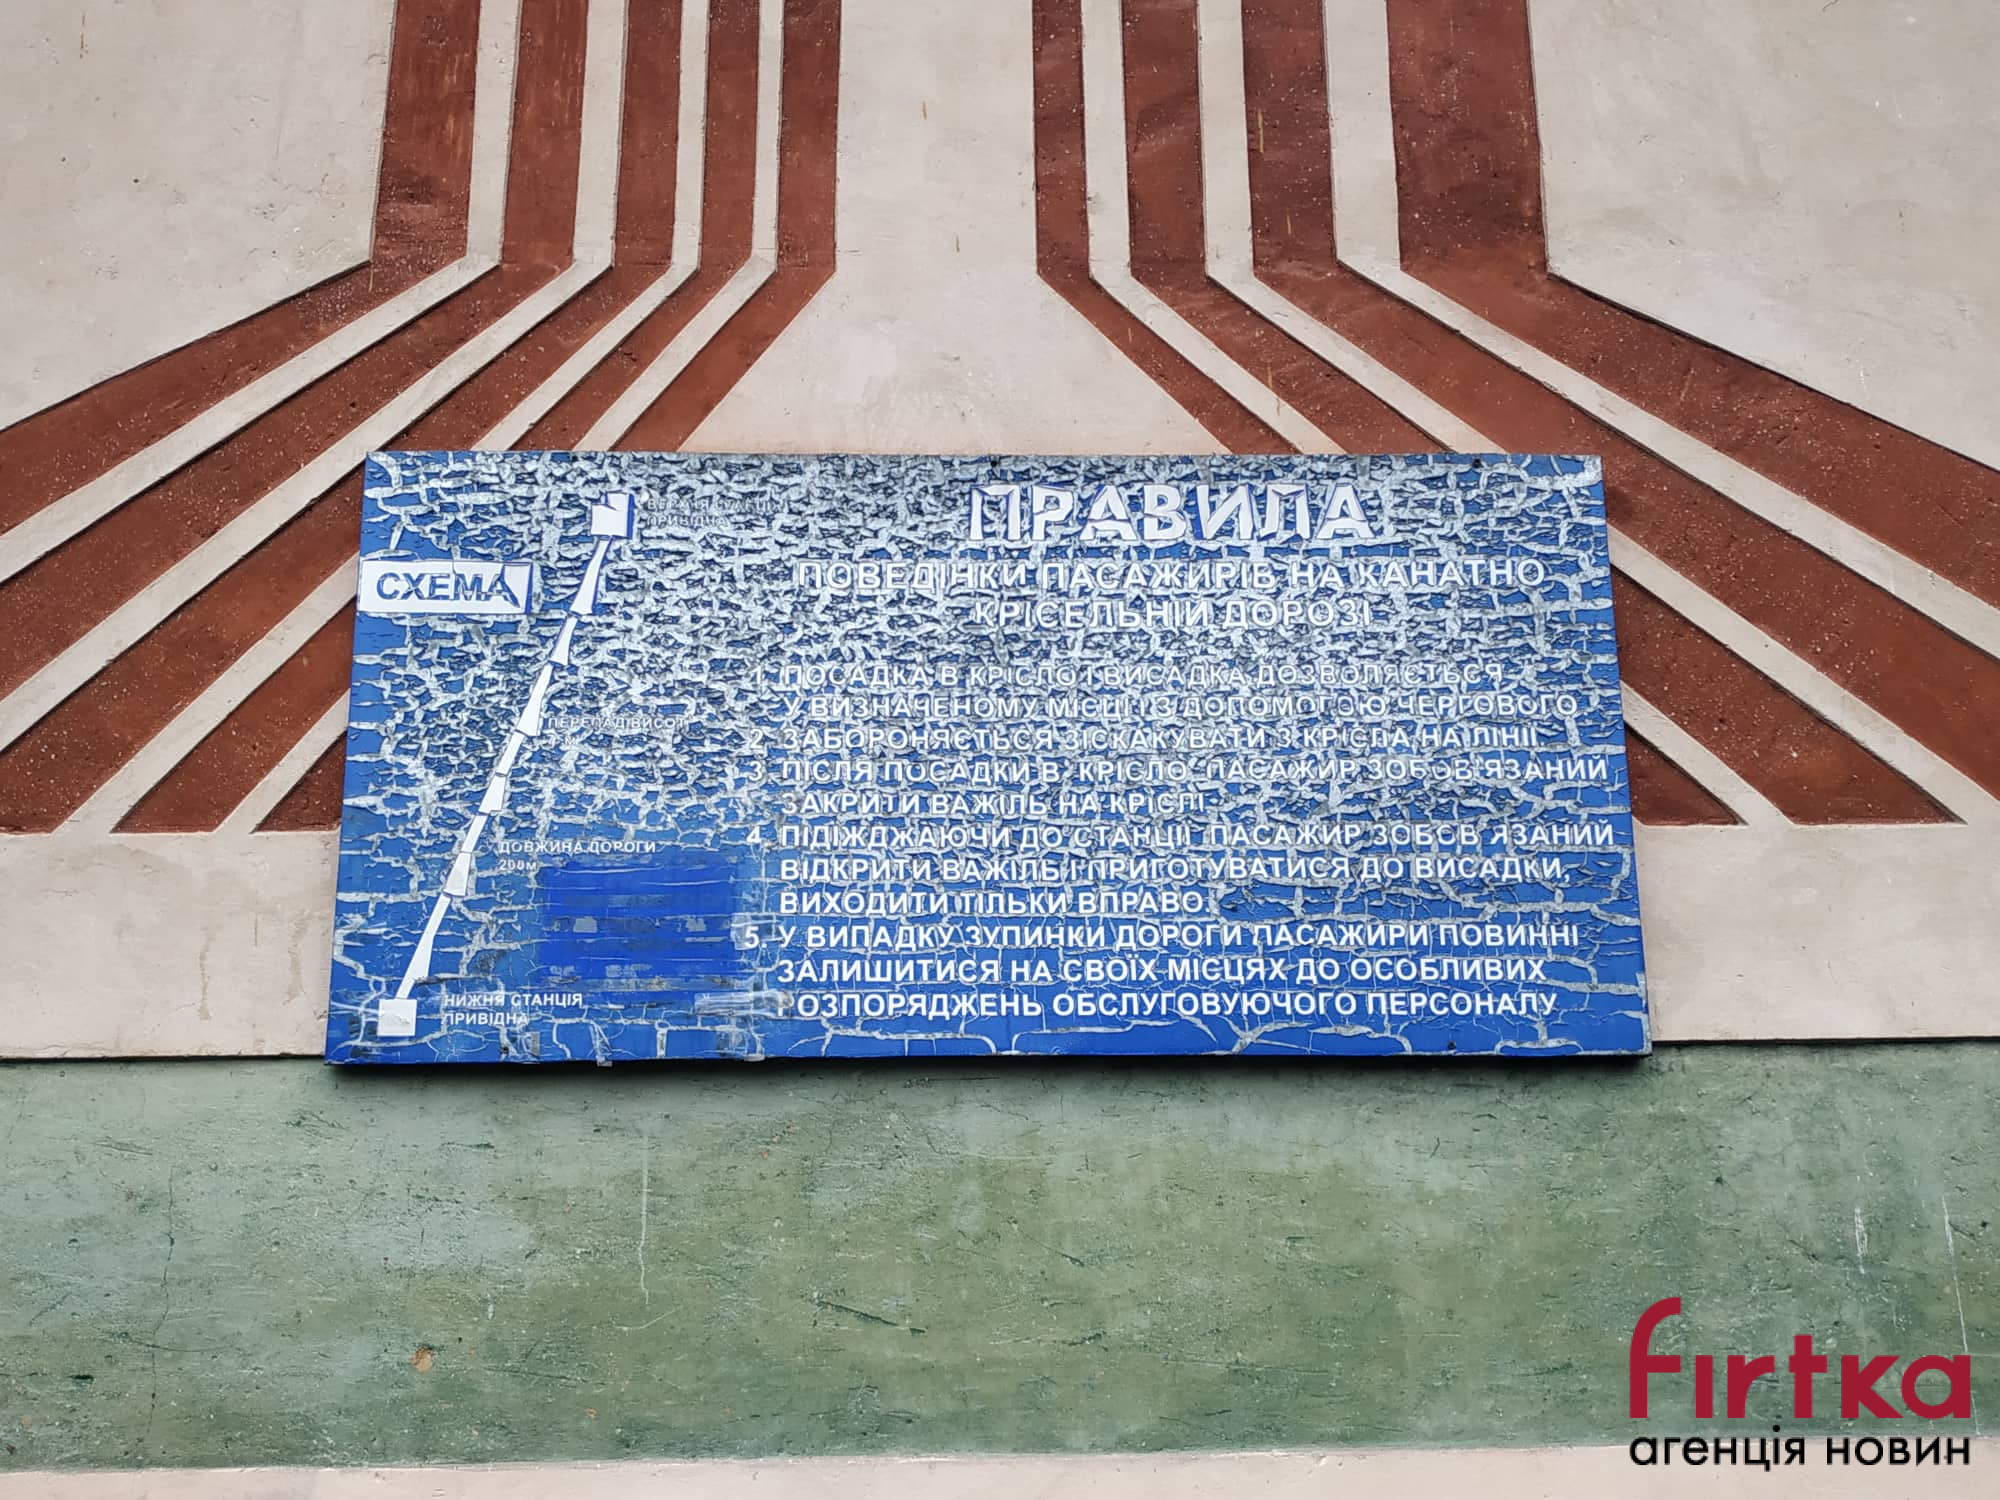 СХЕМА
ВЕРХНЯ СТАНЦІЯ
ПРИВІДНА
ПЕРЕПАД ВИСОТ
ДОВЖИНА ДОРОГИ
НИЖНЯ СТАНЦІЯ
ПРИВІДНА
ПРАВИЛА
ПОВЕДІНКИ ПАСАЖИРІВ НА КАНАТНО
КРІСЕЛЬНІЙ ДОРОЗІ
1. ПОСАДКА В КРІСЛО І ВИСАДКА ДОЗВОЛЯЄТЬСЯ
У ВИЗНАЧЕНОМУ МІСЦІ І З ДОПОМОГОЮ ЧЕРГОВОГО
2. ЗАБОРОНЯЄТЬСЯ ЗІСКАКУВАТИ З КРІСЛА НА ЛІНІЇ
3. ПІСЛЯ ПОСАДКИ В КРІСЛО ПАСАЖИР ЗОБОВ'ЯЗАНИЙ
ЗАКРИТИ ВАЖІЛЬ НА КРІСЛІ
4. ПІДЇЖДЖАЮЧИ ДО СТАНЦІЇ ПАСАЖИР ЗОБОВ'ЯЗАНИЙ
ВІДКРИТИ ВАЖІЛЬ І ПРИГОТУВАТИСЯ ДО ВИСАДКИ,
ВИХОДИТИ ТІЛЬКИ ВПРАВО.
5. У ВИПАДКУ ЗУПИНКИ ДОРОГИ ПАСАЖИРИ ПОВИННІ
ЗАЛИШИТИСЯ НА СВОЇХ МІСЦЯХ ДО ОСОБЛИВИХ
РОЗПОРЯДЖЕНЬ ОБСЛУГОВУЮЧОГО ПЕРСОНАЛУ
fırtka
агенція новин